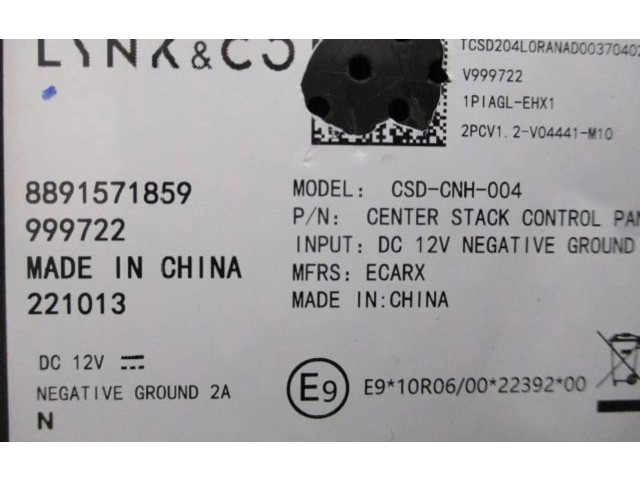 LYNK&CO
TCSD204LORANAD00370402
V999722
1PIAGL-EHX1
2PCV1.2-V04441-M10
8891571859
999722
MADE IN CHINA
221013
MODEL: CSD-CNH-004
P/N: CENTER STACK CONTROL PAN
INPUT: DC 12V NEGATIVE GROUND
MFRS: ECARX
MADE IN:CHINA
DC 12V
NEGATIVE GROUND 2A
N
E9
E9*10R06/00*22392*00